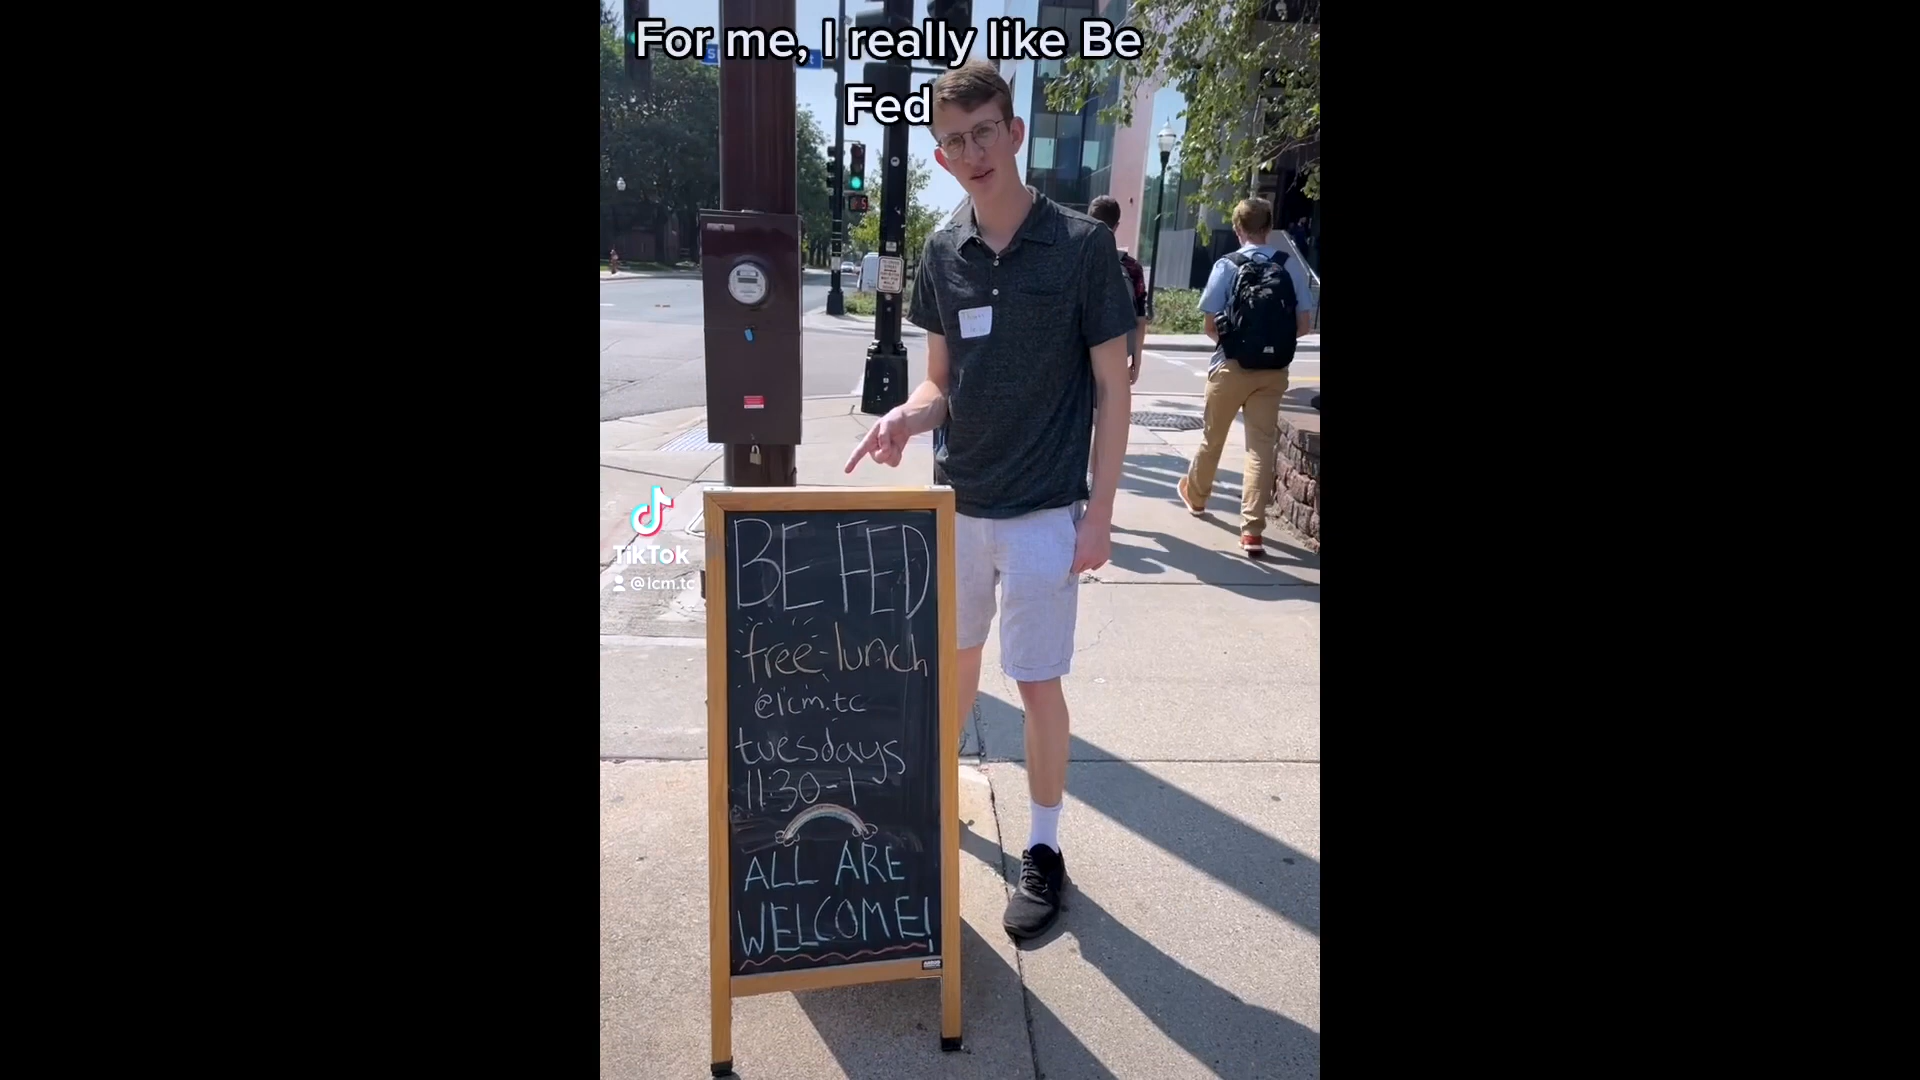 For me, I really like Be
Fed
TikTok
@lcm.tc
BE FED
free lunch
@lcm.tc
tuesdays
11:30-1
ALL ARE
WELCOME!